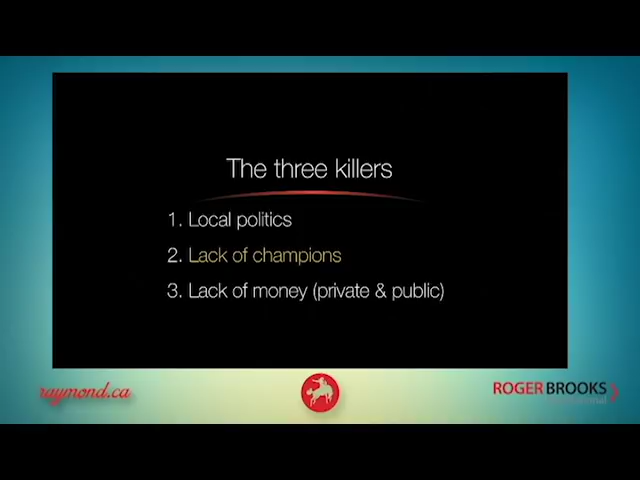 The three killers
1. Local politics
2. Lack of champions
3. Lack of money (private & public)
raymond.ca
ROGER BROOKS